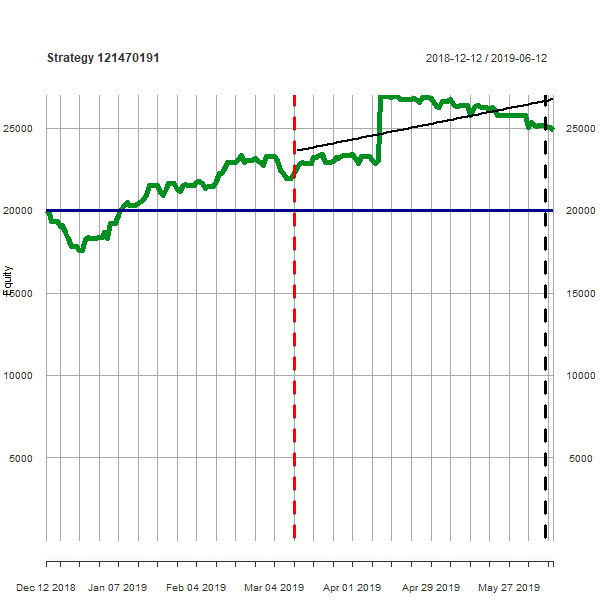 Strategy 121470191
2018-12-12 / 2019-06-12
25000
25000
20000
20000
Equity
15000
15000
10000
10000
5000
5000
Dec 12 2018
Jan 07 2019
Feb 04 2019
Mar 04 2019
Apr 01 2019
Apr 29 2019
May 27 2019